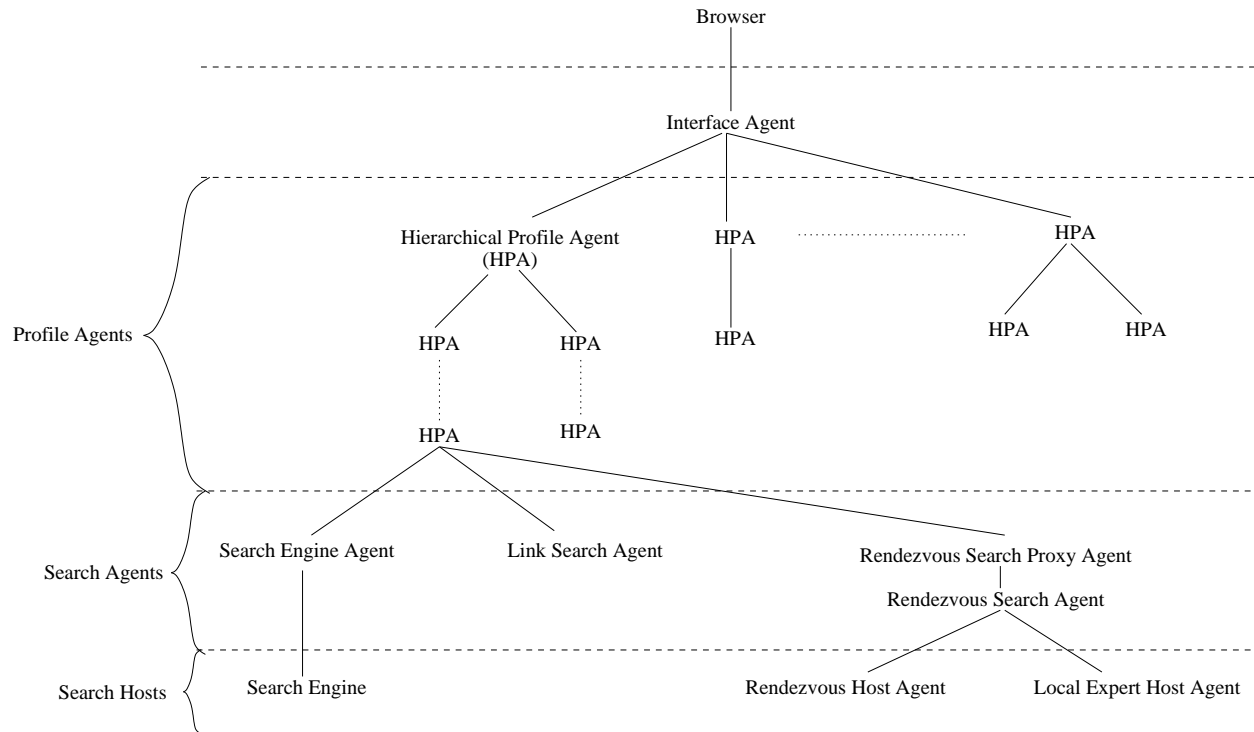 Browser
Interface Agent
Hierarchical Profile Agent
(HPA)
HPA
HPA
Profile Agents
HPA
HPA
HPA
HPA
HPA
HPA
HPA
Search Engine Agent
Link Search Agent
Rendezvous Search Proxy Agent
Search Agents
Rendezvous Search Agent
Search Hosts
Search Engine
Rendezvous Host Agent
Local Expert Host Agent